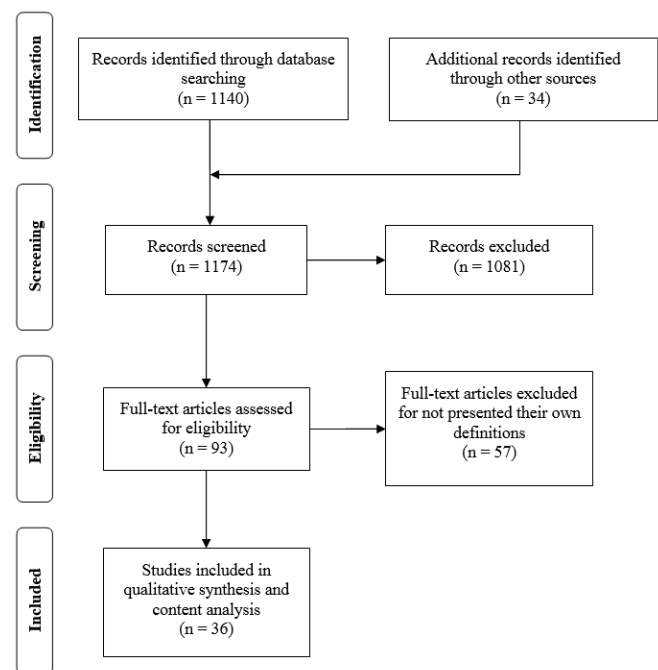 Identification
Records identified through database
searching
(n = 1140)
Additional records identified
through other sources
(n = 34)
Screening
Records screened
(n = 1174)
Records excluded
(n = 1081)
Eligibility
Full-text articles assessed
for eligibility
(n = 93)
Full-text articles excluded
for not presented their own
definitions
(n = 57)
Included
Studies included in
qualitative synthesis and
content analysis
(n = 36)